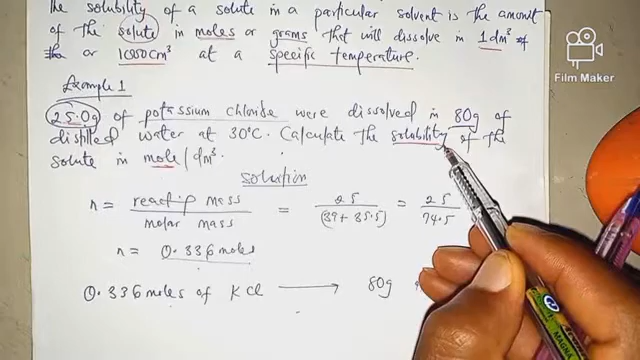 the solubility of a solute in a particular solvent is the amount
of the solute in moles or grams that will dissolve in 1dm³ of
or 1000cm³ at a specific temperature.
Film Maker
Example 1
25.0g of potassium chloride were dissolved in 80g of
distilled water at 30°C. Calculate the solubility of the
solute in mole/dm³.
Solution
n = reacting mass / molar mass = 25 / (39 + 35.5) = 25 / 74.5
n = 0.336 moles
0.336 moles of KCl → 80g